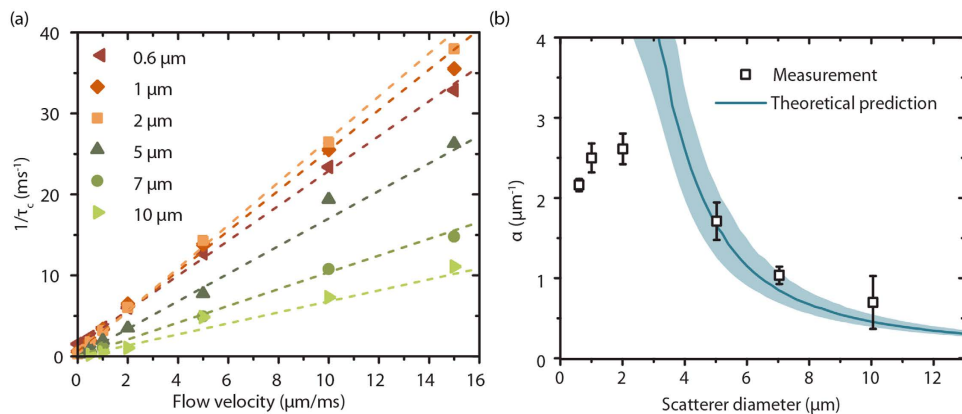 (a)
0.6 μm
1 μm
2 μm
5 μm
7 μm
10 μm
40
30
20
10
0
0 2 4 6 8 10 12 14 16
1/τc (ms⁻¹)
Flow velocity (μm/ms)
(b)
Measurement
Theoretical prediction
4
3
2
1
0
0 2 4 6 8 10 12
α (μm⁻¹)
Scatterer diameter (μm)